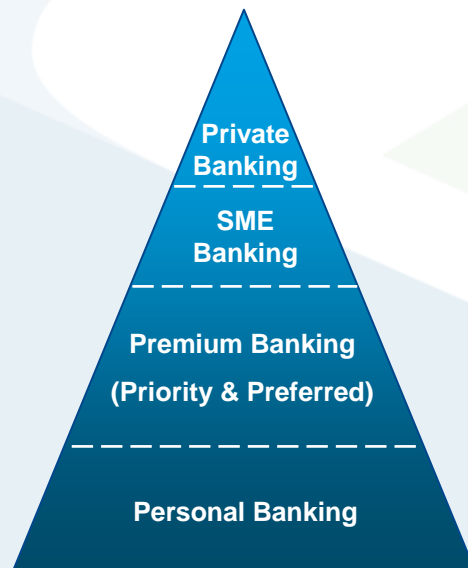 Private
Banking
SME
Banking
Premium Banking
(Priority & Preferred)
Personal Banking